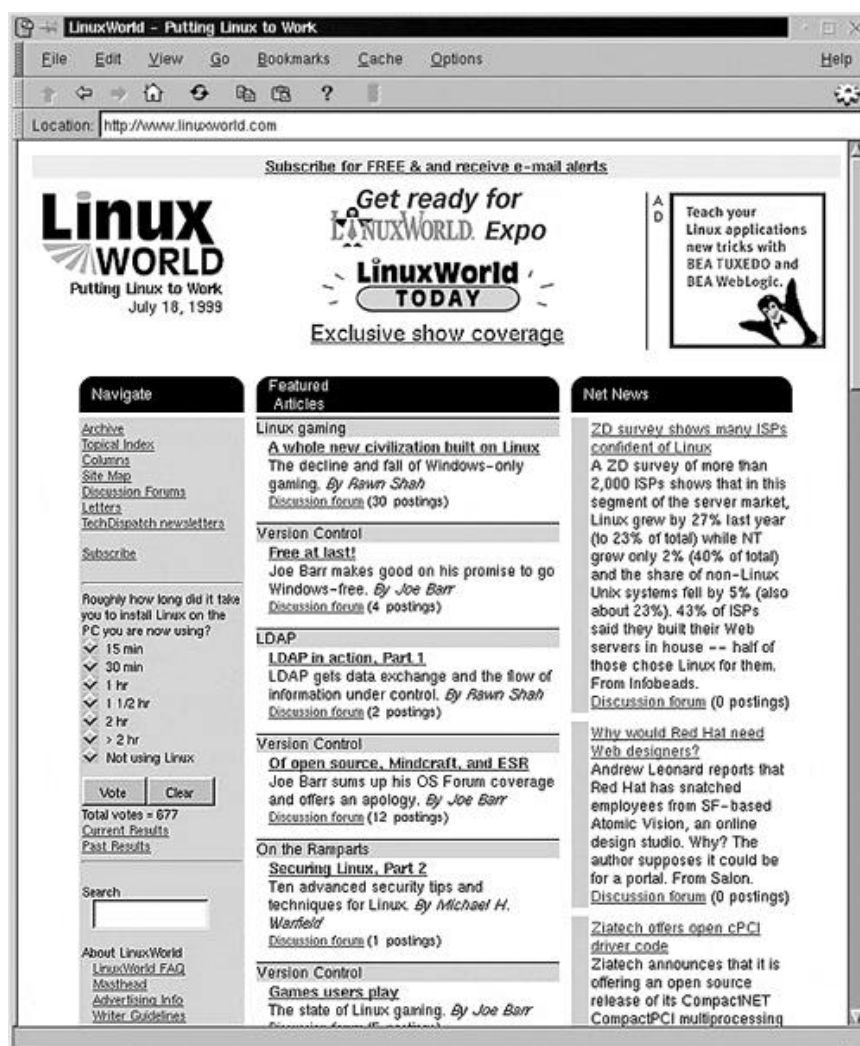 LinuxWorld - Putting Linux to Work
File Edit View Go Bookmarks Cache Options Help
?
Location: http://www.linuxworld.com
Subscribe for FREE & and receive e-mail alerts
Linux
WORLD
Putting Linux to Work
July 18, 1999
Get ready for
LINUXWORLD. Expo
LinuxWorld
TODAY
Exclusive show coverage
AD
Teach your
Linux applications
new tricks with
BEA TUXEDO and
BEA WebLogic.
Navigate
Archive
Topical Index
Columns
Site Map
Discussion Forums
Letters
TechDispatch newsletters
Subscribe
Roughly how long did it take
you to install Linux on the
PC you are now using?
15 min
30 min
1 hr
1 1/2 hr
2 hr
> 2 hr
Not using Linux
Vote Clear
Total votes = 677
Current Results
Past Results
Search
About LinuxWorld
LinuxWorld FAQ
Masthead
Advertising Info
Writer Guidelines
Featured
Articles
Linux gaming
A whole new civilization built on Linux
The decline and fall of Windows-only
gaming. By Rawn Shah
Discussion forum (30 postings)
Version Control
Free at last!
Joe Barr makes good on his promise to go
Windows-free. By Joe Barr
Discussion forum (4 postings)
LDAP
LDAP in action, Part 1
LDAP gets data exchange and the flow of
information under control. By Rawn Shah
Discussion forum (2 postings)
Version Control
Of open source, Mindcraft, and ESR
Joe Barr sums up his OS Forum coverage
and offers an apology. By Joe Barr
Discussion forum (12 postings)
On the Ramparts
Securing Linux, Part 2
Ten advanced security tips and
techniques for Linux. By Michael H.
Warfield
Discussion forum (1 postings)
Version Control
Games users play
The state of Linux gaming. By Joe Barr
Discussion forum (5 postings)
Net News
ZD survey shows many ISPs
confident of Linux
A ZD survey of more than
2,000 ISPs shows that in this
segment of the server market,
Linux grew by 27% last year
(to 23% of total) while NT
grew only 2% (40% of total)
and the share of non-Linux
Unix systems fell by 5% (also
about 23%). 43% of ISPs
said they built their Web
servers in house -- half of
those chose Linux for them.
From Infobeads.
Discussion forum (0 postings)
Why would Red Hat need
Web designers?
Andrew Leonard reports that
Red Hat has snatched
employees from SF-based
Atomic Vision, an online
design studio. Why? The
author supposes it could be
for a portal. From Salon.
Discussion forum (0 postings)
Ziatech offers open cPCI
driver code
Ziatech announces that it is
offering an open source
release of its CompactNET
CompactPCI multiprocessing